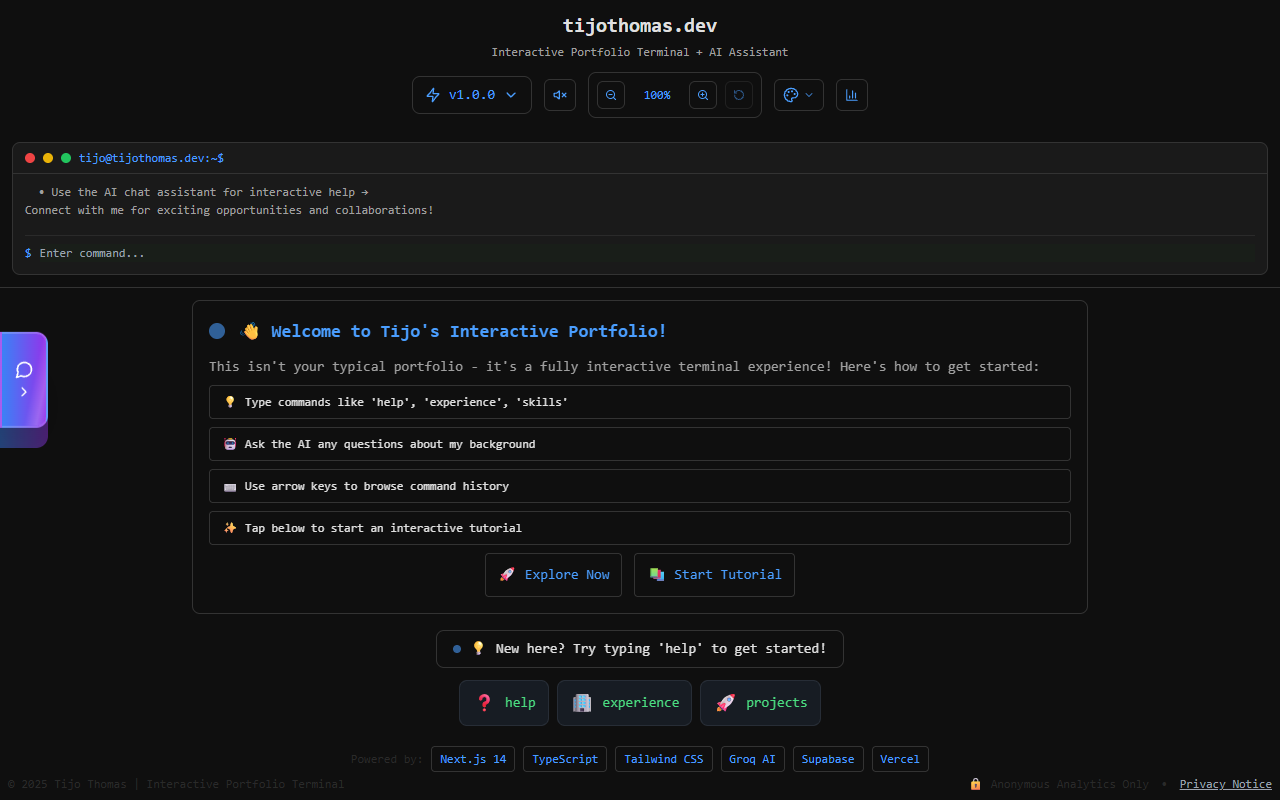 tijothomas.dev
Interactive Portfolio Terminal + AI Assistant
v1.0.0
100%
tijo@tijothomas.dev:~$
• Use the AI chat assistant for interactive help →
Connect with me for exciting opportunities and collaborations!
$ Enter command...
👋 Welcome to Tijo's Interactive Portfolio!
This isn't your typical portfolio - it's a fully interactive terminal experience! Here's how to get started:
💡 Type commands like 'help', 'experience', 'skills'
🤖 Ask the AI any questions about my background
⌨️ Use arrow keys to browse command history
✨ Tap below to start an interactive tutorial
🚀 Explore Now
📚 Start Tutorial
💡 New here? Try typing 'help' to get started!
❓ help
🏢 experience
🚀 projects
Powered by: Next.js 14 TypeScript Tailwind CSS Groq AI Supabase Vercel
© 2025 Tijo Thomas | Interactive Portfolio Terminal
🔒 Anonymous Analytics Only • Privacy Notice